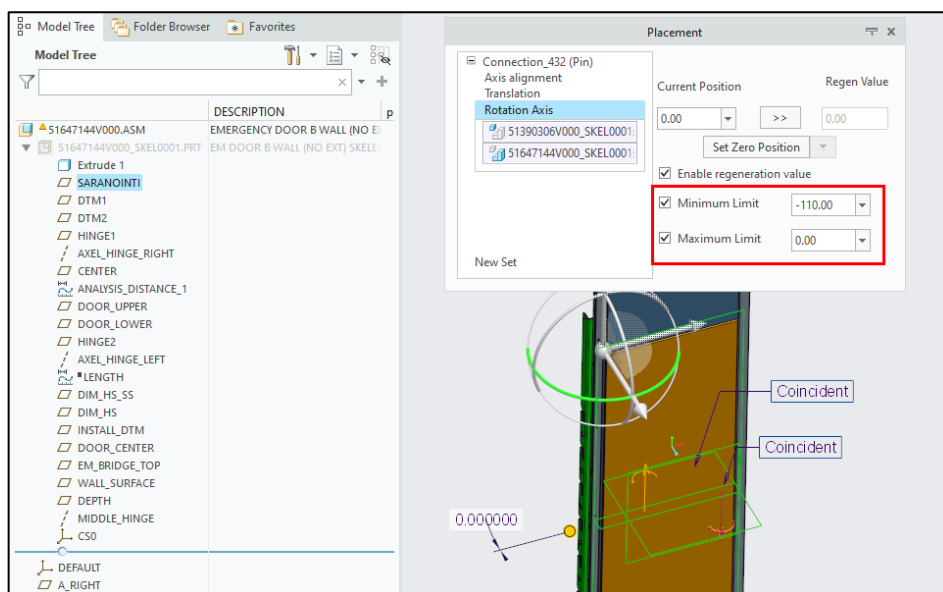 Model Tree
Folder Browser
Favorites
Model Tree
DESCRIPTION
p
51647144V000.ASM
EMERGENCY DOOR B WALL (NO E
51647144V000_SKEL0001.PRT
EM DOOR B WALL (NO EXT) SKELE
Extrude 1
SARANOINTI
DTM1
DTM2
HINGE1
AXEL_HINGE_RIGHT
CENTER
ANALYSIS_DISTANCE_1
DOOR_UPPER
DOOR_LOWER
HINGE2
AXEL_HINGE_LEFT
LENGTH
DIM_HS_SS
DIM_HS
INSTALL_DTM
DOOR_CENTER
EM_BRIDGE_TOP
WALL_SURFACE
DEPTH
MIDDLE_HINGE
CS0
DEFAULT
A_RIGHT
Placement
Connection_432 (Pin)
Axis alignment
Translation
Rotation Axis
51390306V000_SKEL0001:
51647144V000_SKEL0001:
New Set
Current Position
Regen Value
0.00
>>
0.00
Set Zero Position
Enable regeneration value
Minimum Limit
-110.00
Maximum Limit
0.00
Coincident
Coincident
0.000000